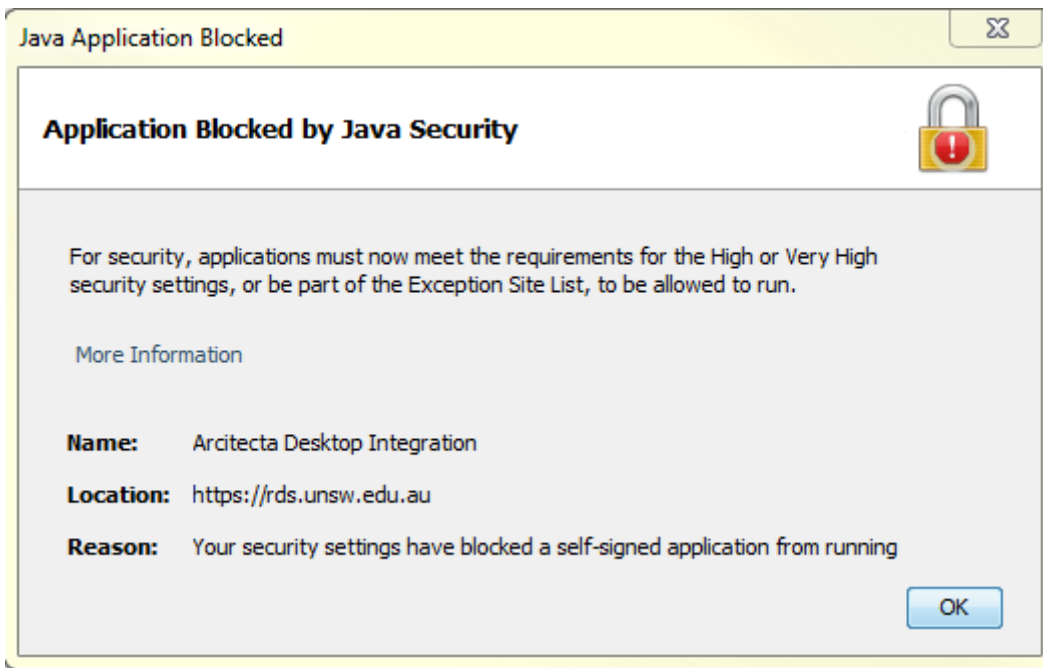 Java Application Blocked
Application Blocked by Java Security
For security, applications must now meet the requirements for the High or Very High
security settings, or be part of the Exception Site List, to be allowed to run.
More Information
Name: Arcitecta Desktop Integration
Location: https://rds.unsw.edu.au
Reason: Your security settings have blocked a self-signed application from running
OK